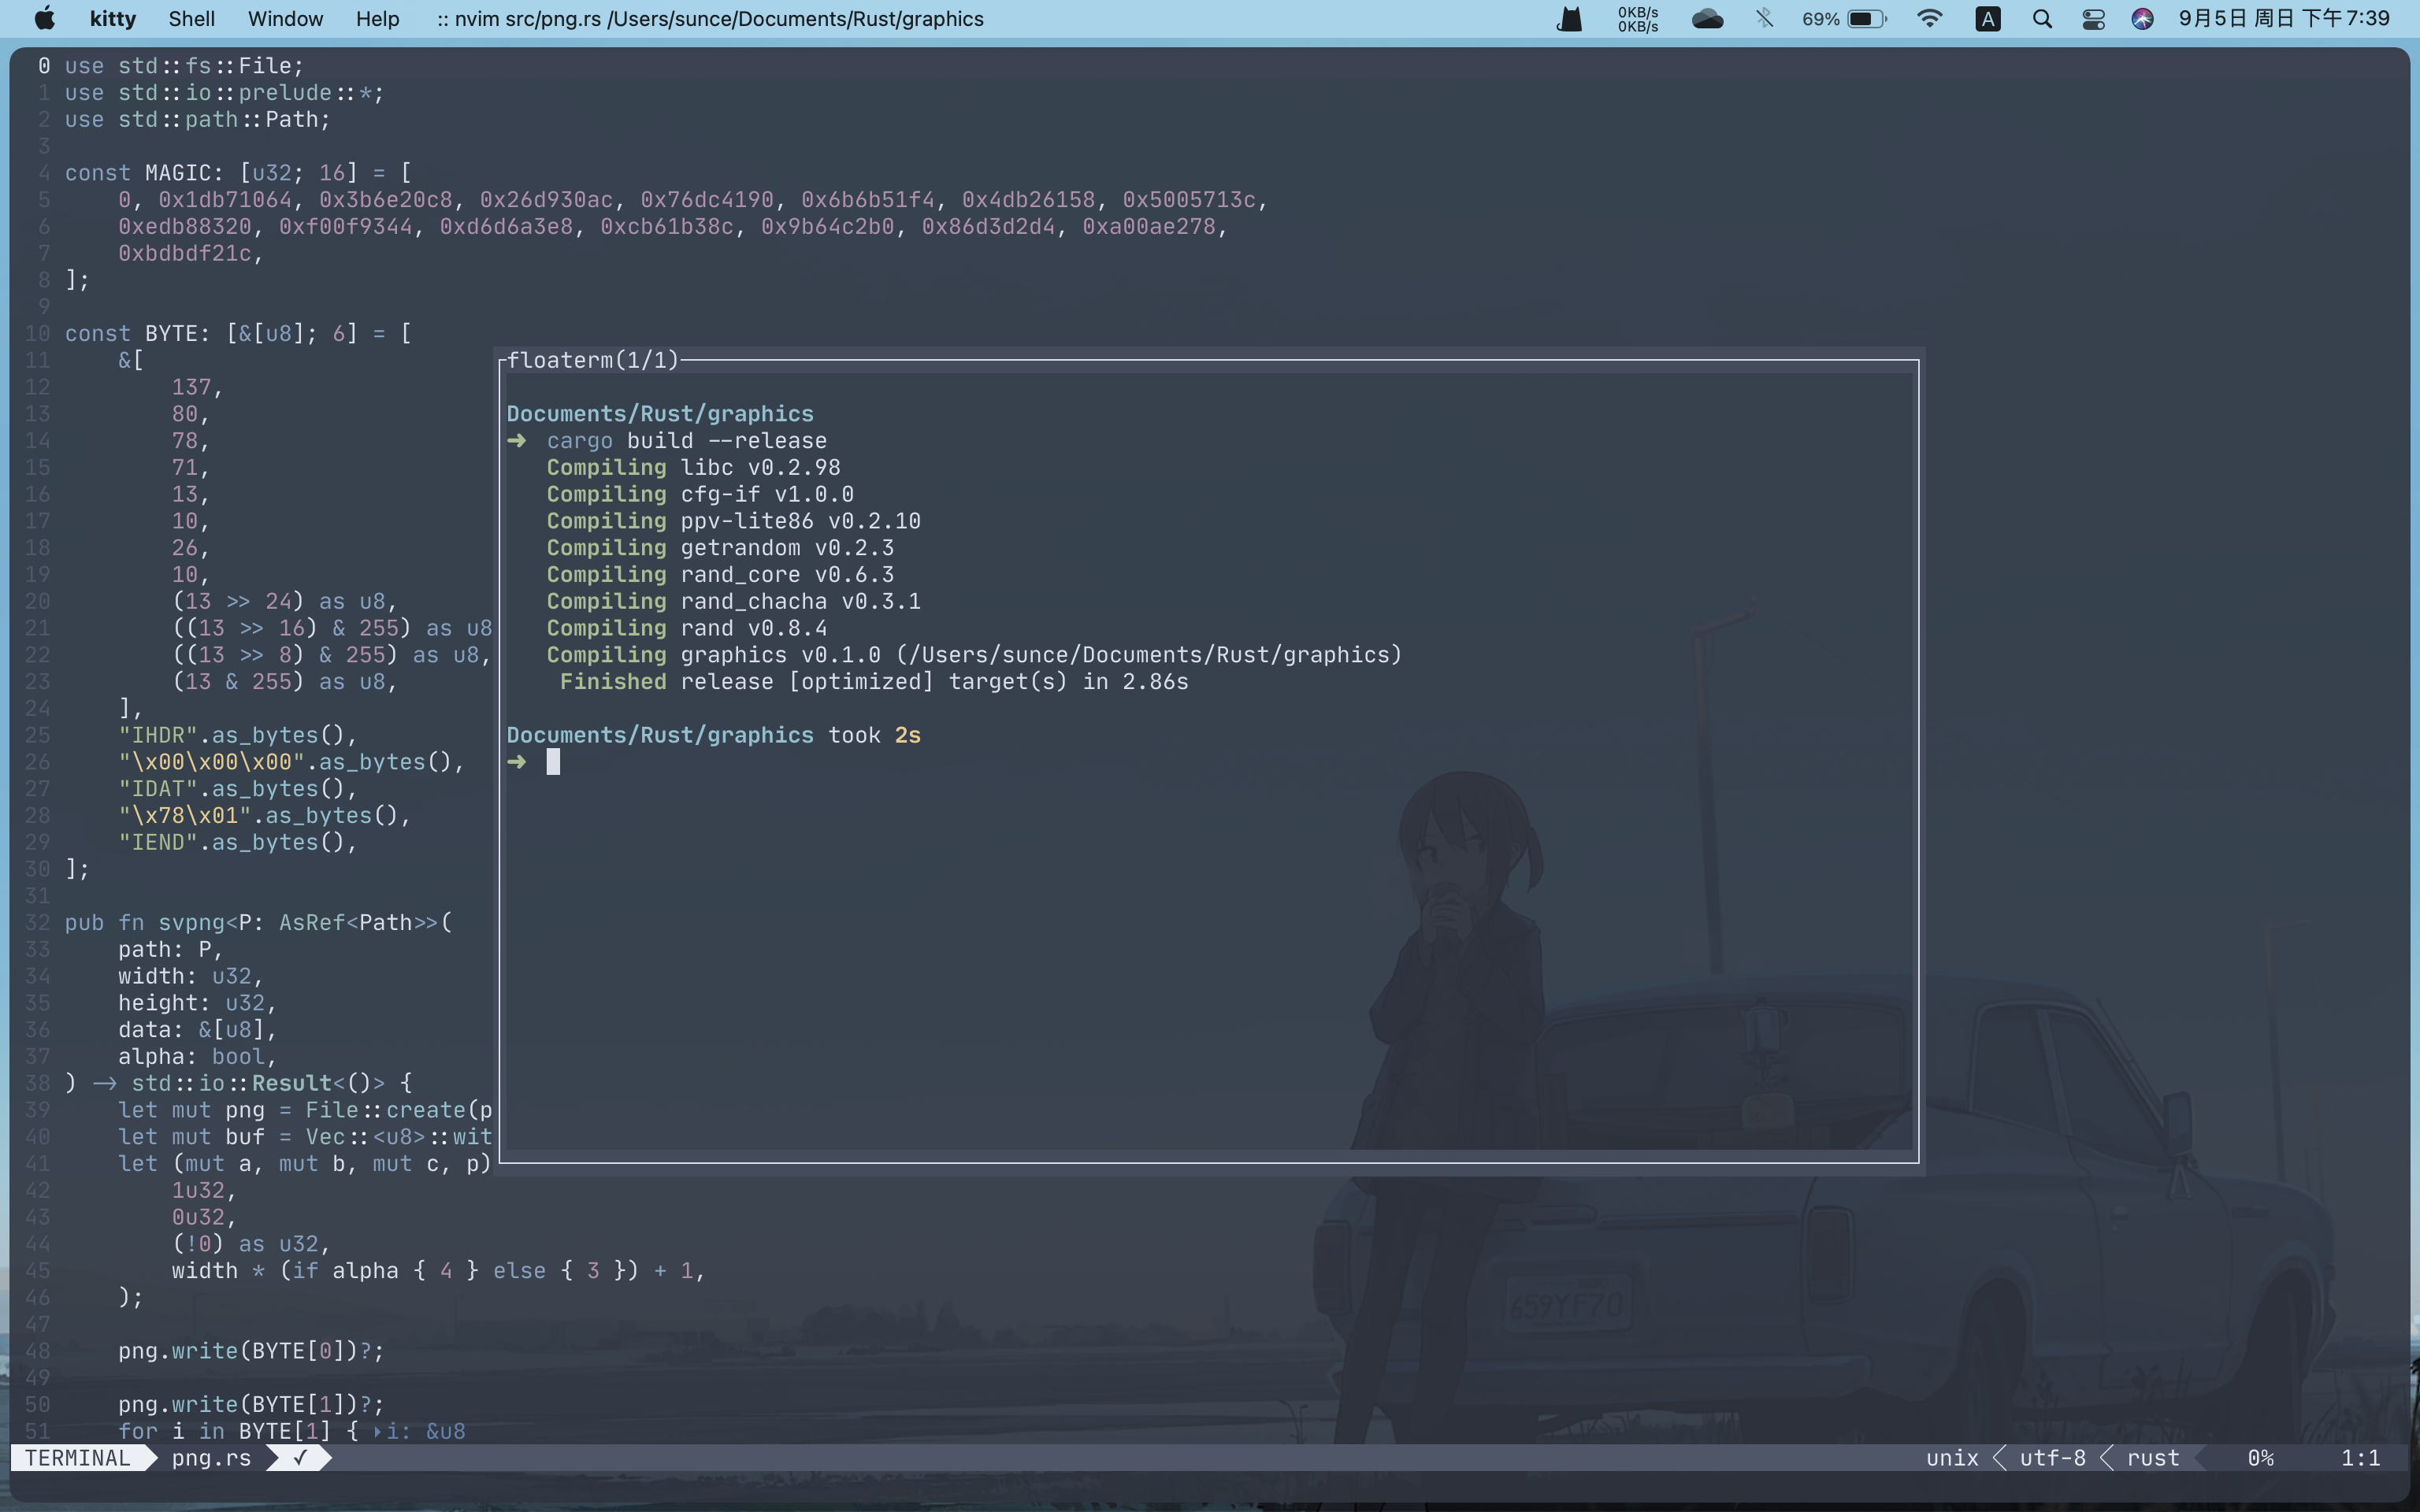 kitty Shell Window Help :: nvim src/png.rs /Users/sunce/Documents/Rust/graphics 0KB/s 0KB/s 69% A 9月5日 周日 下午7:39
0 use std::fs::File;
1 use std::io::prelude::*;
2 use std::path::Path;
3
4 const MAGIC: [u32; 16] = [
5 0, 0x1db71064, 0x3b6e20c8, 0x26d930ac, 0x76dc4190, 0x6b6b51f4, 0x4db26158, 0x5005713c,
6 0xedb88320, 0xf00f9344, 0xd6d6a3e8, 0xcb61b38c, 0x9b64c2b0, 0x86d3d2d4, 0xa00ae278,
7 0xbdbdf21c,
8 ];
9
10 const BYTE: [&[u8]; 6] = [
11 &[
12 137,
13 80,
14 78,
15 71,
16 13,
17 10,
18 26,
19 10,
20 (13 >> 24) as u8,
21 ((13 >> 16) & 255) as u8
22 ((13 >> 8) & 255) as u8,
23 (13 & 255) as u8,
24 ],
25 "IHDR".as_bytes(),
26 "\x00\x00\x00".as_bytes(),
27 "IDAT".as_bytes(),
28 "\x78\x01".as_bytes(),
29 "IEND".as_bytes(),
30 ];
31
32 pub fn svpng<P: AsRef<Path>>(
33 path: P,
34 width: u32,
35 height: u32,
36 data: &[u8],
37 alpha: bool,
38 ) -> std::io::Result<()> {
39 let mut png = File::create(p
40 let mut buf = Vec::<u8>::wit
41 let (mut a, mut b, mut c, p)
42 1u32,
43 0u32,
44 (!0) as u32,
45 width * (if alpha { 4 } else { 3 }) + 1,
46 );
47
48 png.write(BYTE[0])?;
49
50 png.write(BYTE[1])?;
51 for i in BYTE[1] { ‣i: &u8
floaterm(1/1)
Documents/Rust/graphics
➜ cargo build --release
Compiling libc v0.2.98
Compiling cfg-if v1.0.0
Compiling ppv-lite86 v0.2.10
Compiling getrandom v0.2.3
Compiling rand_core v0.6.3
Compiling rand_chacha v0.3.1
Compiling rand v0.8.4
Compiling graphics v0.1.0 (/Users/sunce/Documents/Rust/graphics)
Finished release [optimized] target(s) in 2.86s
Documents/Rust/graphics took 2s
➜
659YF70
TERMINAL png.rs ✓ unix utf-8 rust 0% 1:1